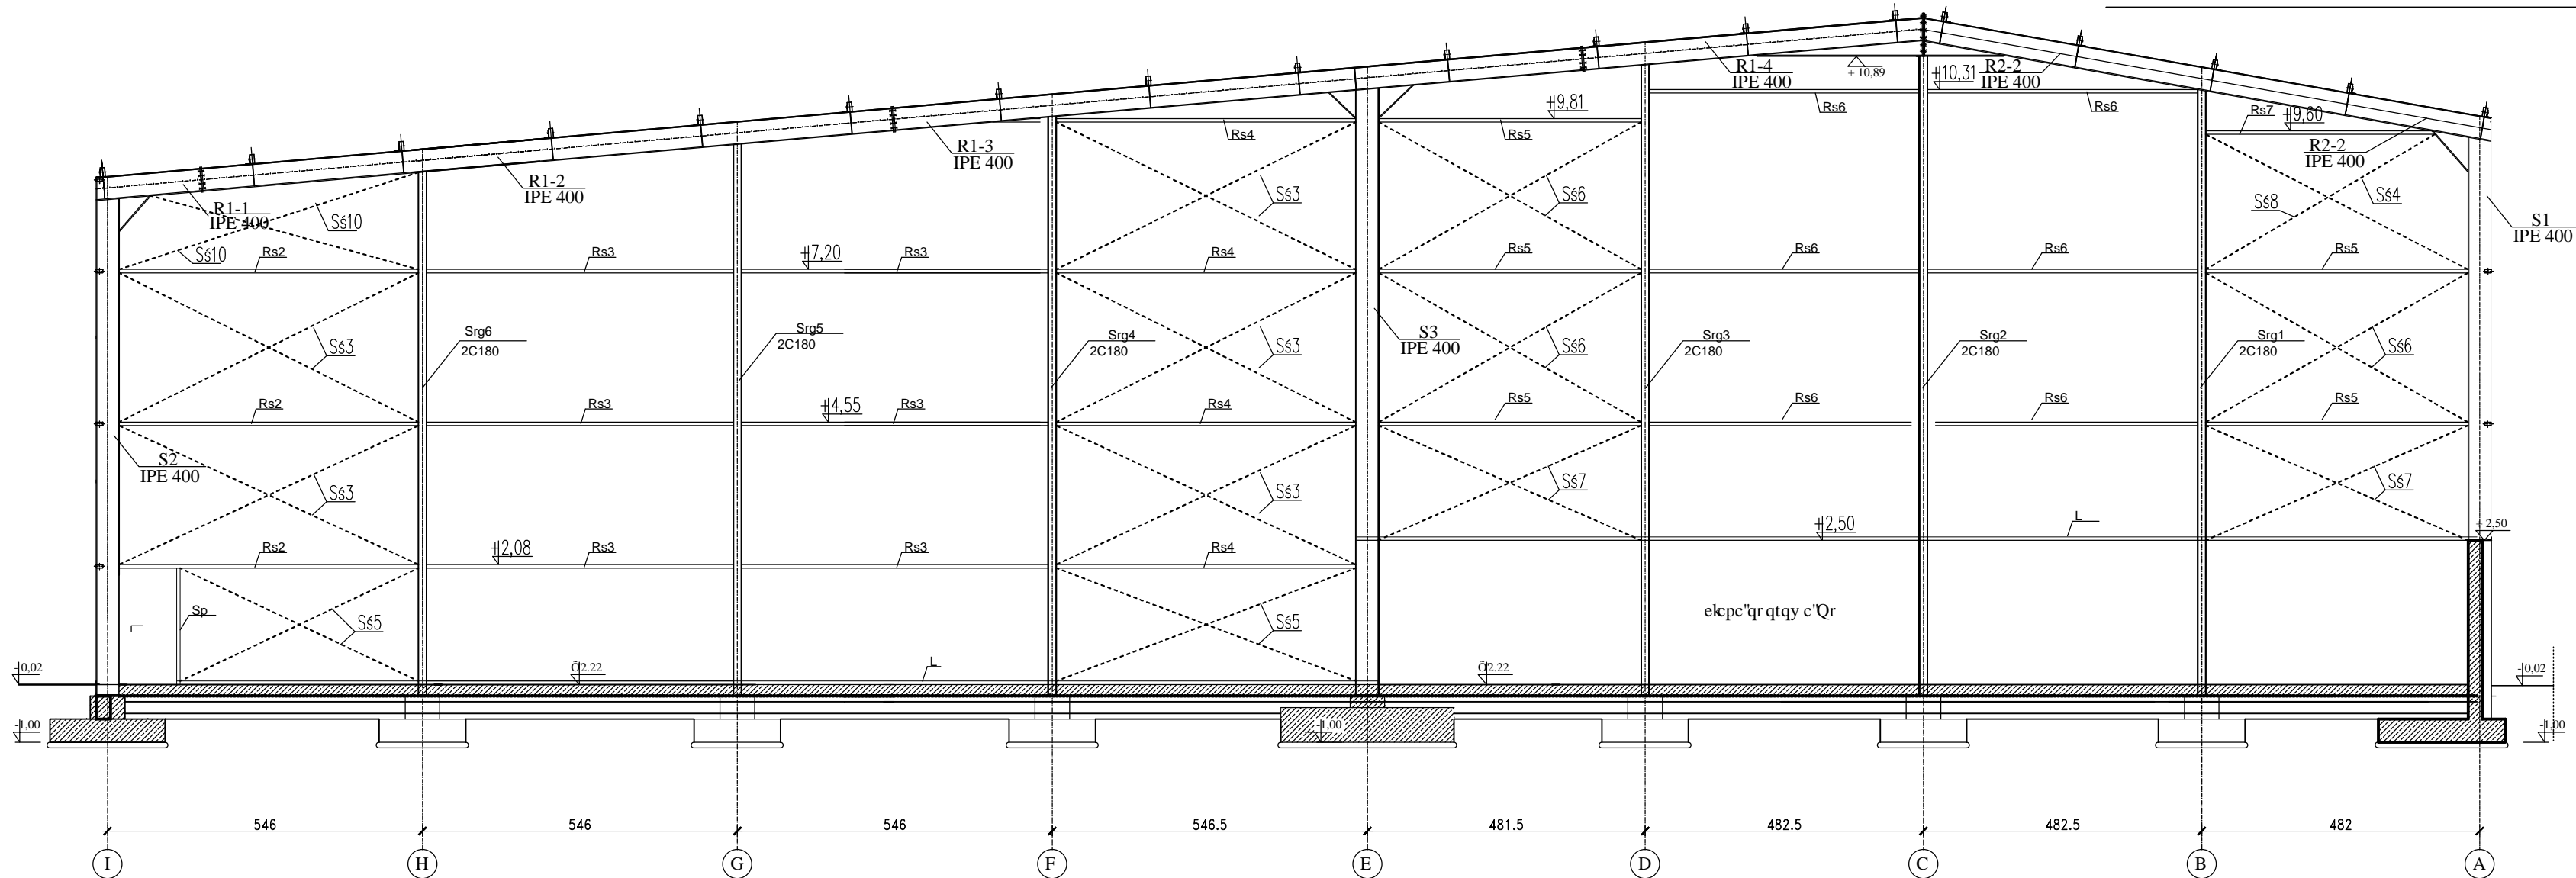 R1-4
IPE 400
+10,89
+10,31
R2-2
IPE 400
Rs6
Rs6
+9,81
Rs4
Rs5
Rs7
+9,60
R2-2
IPE 400
R1-3
IPE 400
R1-2
IPE 400
R1-1
IPE 400
Sś10
Sś10
Sś3
Sś6
Sś8
Sś4
S1
IPE 400
Rs2
Rs3
+7,20
Rs3
Rs4
Rs5
Rs6
Rs6
Rs5
Sś3
Srg6
2C180
Srg5
2C180
Srg4
2C180
Sś3
S3
IPE 400
Sś6
Srg3
2C180
Srg2
2C180
Srg1
2C180
Sś6
Rs2
Rs3
+4,55
Rs3
Rs4
Rs5
Rs6
Rs6
Rs5
S2
IPE 400
Sś3
Sś3
Sś7
Sś7
+2,50
L
+2,50
Rs2
+2,08
Rs3
Rs3
Rs4
Sp
L
Sś5
Sś5
ekcpc"qr qtqy c"Qr
-0,02
Õ2.22
L
Õ2.22
-0,02
-1,00
-1,00
-1,00
546
546
546
546.5
481.5
482.5
482.5
482
I
H
G
F
E
D
C
B
A